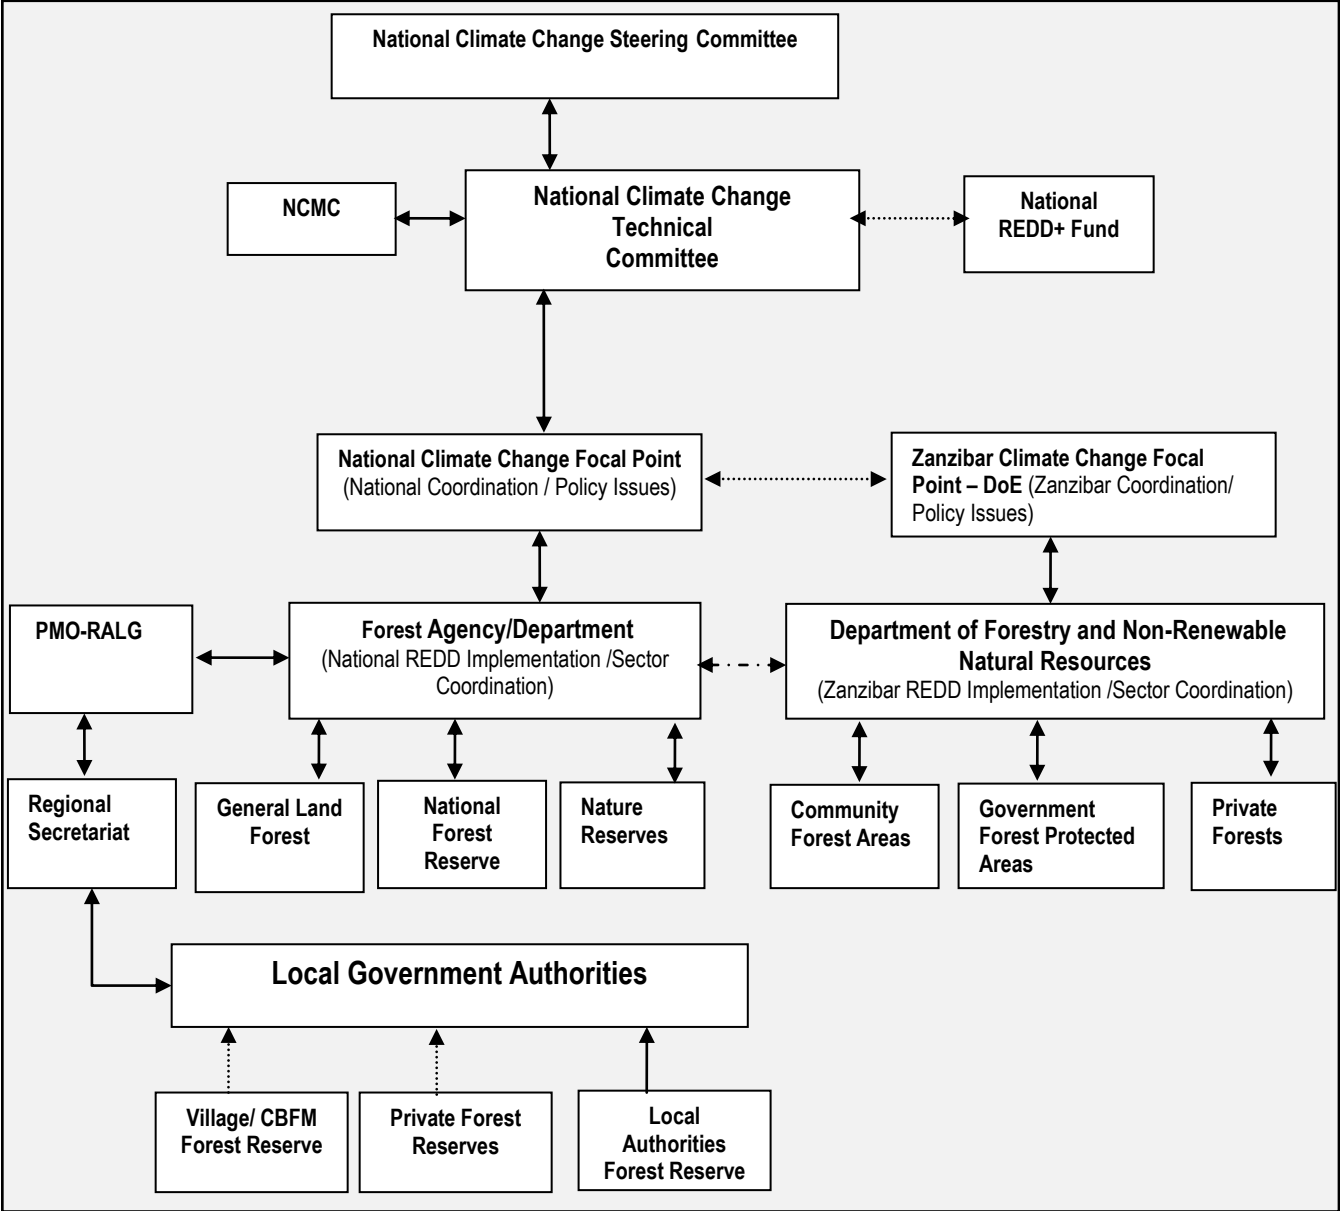 National Climate Change Steering Committee
NCMC
National Climate Change
Technical
Committee
National
REDD+ Fund
National Climate Change Focal Point
(National Coordination / Policy Issues)
Zanzibar Climate Change Focal
Point – DoE (Zanzibar Coordination/
Policy Issues)
PMO-RALG
Forest Agency/Department
(National REDD Implementation /Sector
Coordination)
Department of Forestry and Non-Renewable
Natural Resources
(Zanzibar REDD Implementation /Sector Coordination)
Regional
Secretariat
General Land
Forest
National
Forest
Reserve
Nature
Reserves
Community
Forest Areas
Government
Forest Protected
Areas
Private
Forests
Local Government Authorities
Village/ CBFM
Forest Reserve
Private Forest
Reserves
Local
Authorities
Forest Reserve